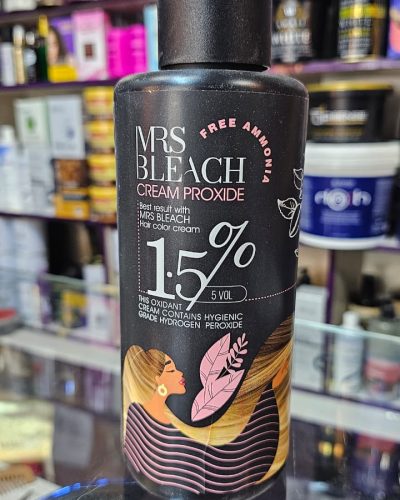 MRS
BLEACH
FREE AMMONIA
CREAM PROXIDE
Best result with
MRS BLEACH
Hair color cream
1.5%
5 VOL
THIS OXIDANT
CREAM CONTAINS HYGIENIC
GRADE HYDROGEN PEROXIDE